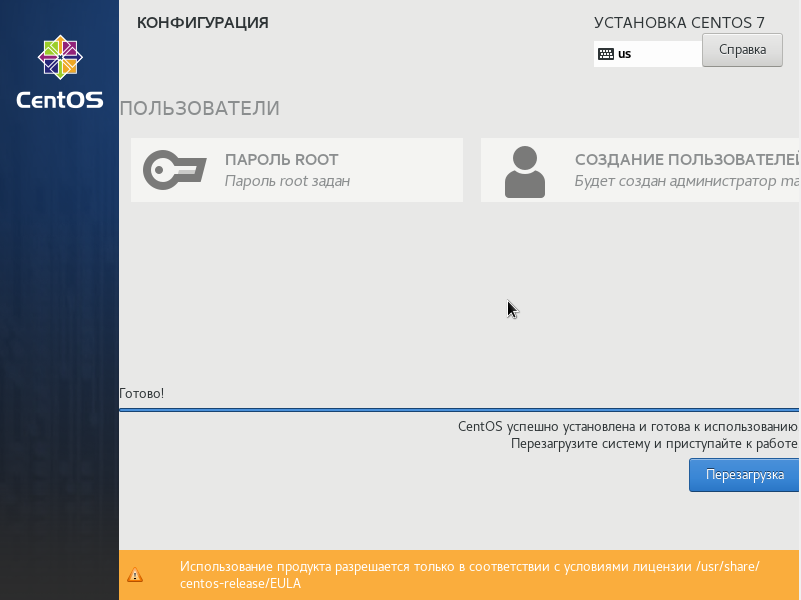 КОНФИГУРАЦИЯ
УСТАНОВКА CENTOS 7
us
Справка
CentOS
ПОЛЬЗОВАТЕЛИ
ПАРОЛЬ ROOT
Пароль root задан
СОЗДАНИЕ ПОЛЬЗОВАТЕЛЕЙ
Будет создан администратор
Готово!
CentOS успешно установлена и готова к использованию
Перезагрузите систему и приступайте к работе
Перезагрузка
Использование продукта разрешается только в соответствии с условиями лицензии /usr/share/
centos-release/EULA